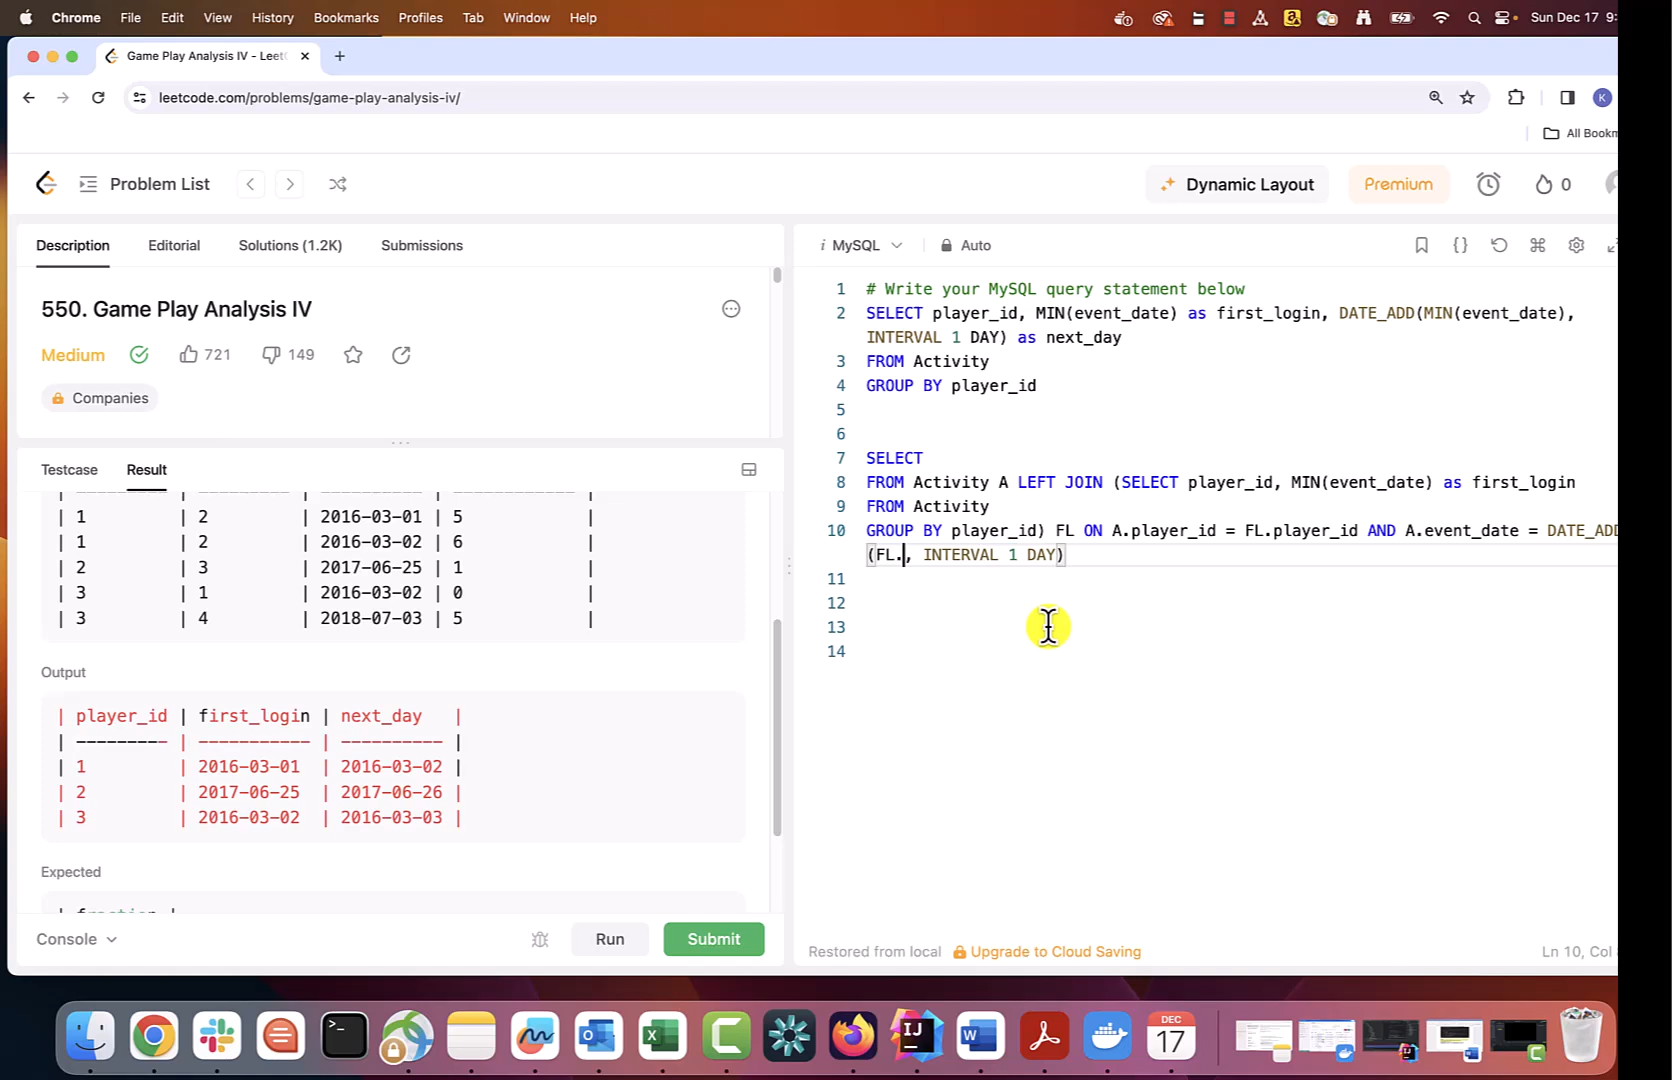 Chrome File Edit View History Bookmarks Profiles Tab Window Help Sun Dec 17 9:
Game Play Analysis IV - Leet
leetcode.com/problems/game-play-analysis-iv/
K
All Bookm
Problem List
Dynamic Layout
Premium
0
Description Editorial Solutions (1.2K) Submissions
550. Game Play Analysis IV
Medium 721 149
Companies
Testcase Result
| 1 | 2 | 2016-03-01 | 5 |
| 1 | 2 | 2016-03-02 | 6 |
| 2 | 3 | 2017-06-25 | 1 |
| 3 | 1 | 2016-03-02 | 0 |
| 3 | 4 | 2018-07-03 | 5 |
Output
| player_id | first_login | next_day |
| --------- | ----------- | ---------- |
| 1 | 2016-03-01 | 2016-03-02 |
| 2 | 2017-06-25 | 2017-06-26 |
| 3 | 2016-03-02 | 2016-03-03 |
Expected
| fraction |
Console Run Submit
i MySQL Auto
1 # Write your MySQL query statement below
2 SELECT player_id, MIN(event_date) as first_login, DATE_ADD(MIN(event_date),
INTERVAL 1 DAY) as next_day
3 FROM Activity
4 GROUP BY player_id
5
6
7 SELECT
8 FROM Activity A LEFT JOIN (SELECT player_id, MIN(event_date) as first_login
9 FROM Activity
10 GROUP BY player_id) FL ON A.player_id = FL.player_id AND A.event_date = DATE_ADD
(FL., INTERVAL 1 DAY)
11
12
13
14
Restored from local Upgrade to Cloud Saving Ln 10, Col
DEC
17